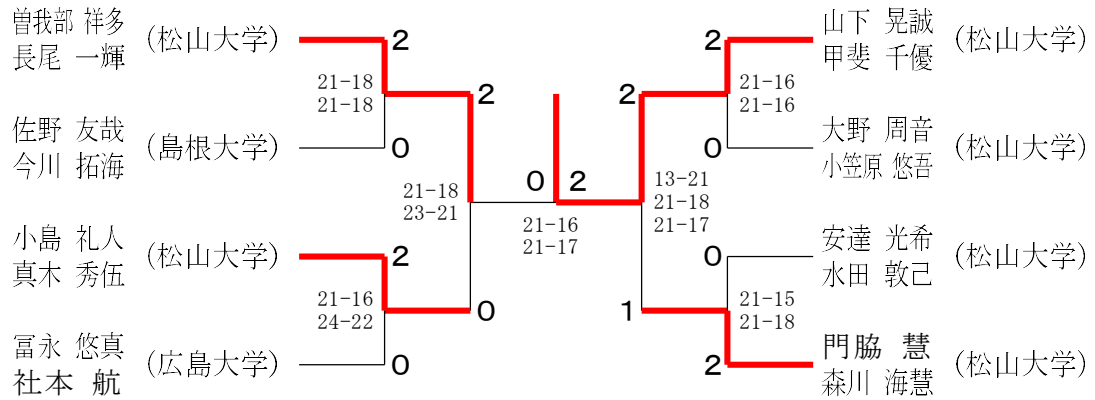 曽我部 祥多
長尾 一輝
(松山大学)
2
21-18
21-18
佐野 友哉
今川 拓海
(島根大学)
0
2
21-18
23-21
小島 礼人
真木 秀伍
(松山大学)
2
21-16
24-22
冨永 悠真
社本 航
(広島大学)
0
0
0 2
21-16
21-17
山下 晃誠
甲斐 千優
(松山大学)
2
21-16
21-16
大野 周音
小笠原 悠吾
(松山大学)
0
2
13-21
21-18
21-17
安達 光希
水田 敦己
(松山大学)
0
21-15
21-18
門脇 慧
森川 海慧
(松山大学)
2
1